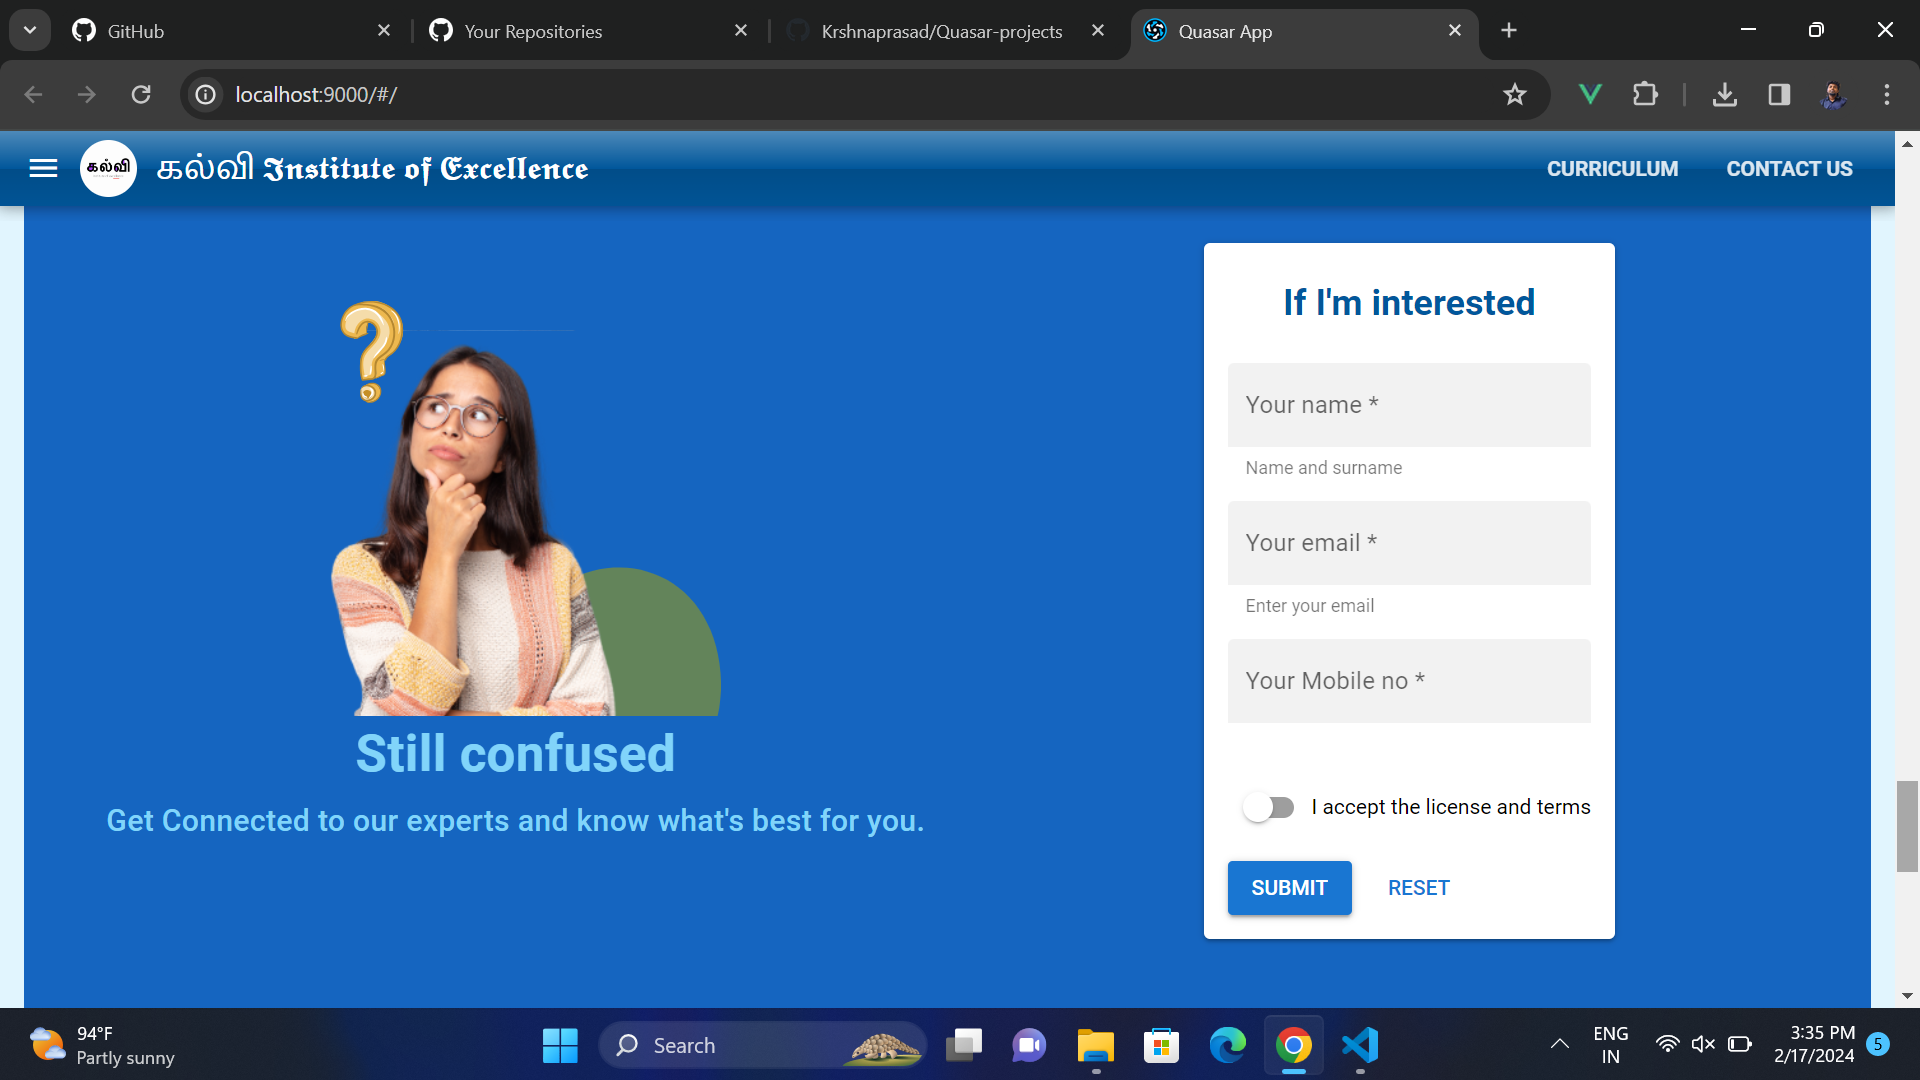 GitHub
Your Repositories
Krshnaprasad/Quasar-projects
Quasar App
localhost:9000/#/
கல்வி
கல்வி Institute of Excellence
CURRICULUM
CONTACT US
If I'm interested
Your name *
Name and surname
Your email *
Enter your email
Your Mobile no *
I accept the license and terms
SUBMIT
RESET
Still confused
Get Connected to our experts and know what's best for you.
94°F
Partly sunny
Search
ENG
IN
3:35 PM
2/17/2024
5